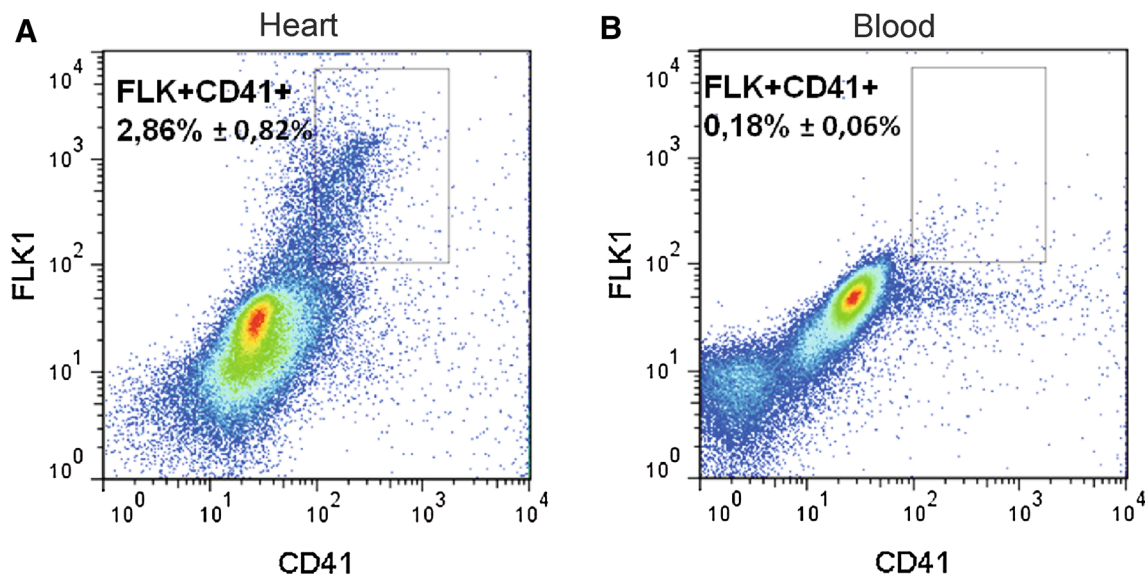 A
Heart
FLK+CD41+
2,86% ± 0,82%
FLK1
10^4
10^3
10^2
10^1
10^0
10^0 10^1 10^2 10^3 10^4
CD41
B
Blood
FLK+CD41+
0,18% ± 0,06%
FLK1
10^4
10^3
10^2
10^1
10^0
10^0 10^1 10^2 10^3 10^4
CD41